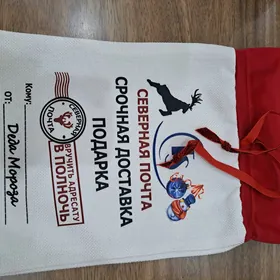 СЕВЕРНАЯ ПОЧТА
СРОЧНАЯ ДОСТАВКА
ПОДАРКА
СЕВЕРНАЯ
ПОЧТА
ВРУЧИТЬ АДРЕСАТУ
В ПОЛНОЧЬ
Кому:
от: Деда Мороза